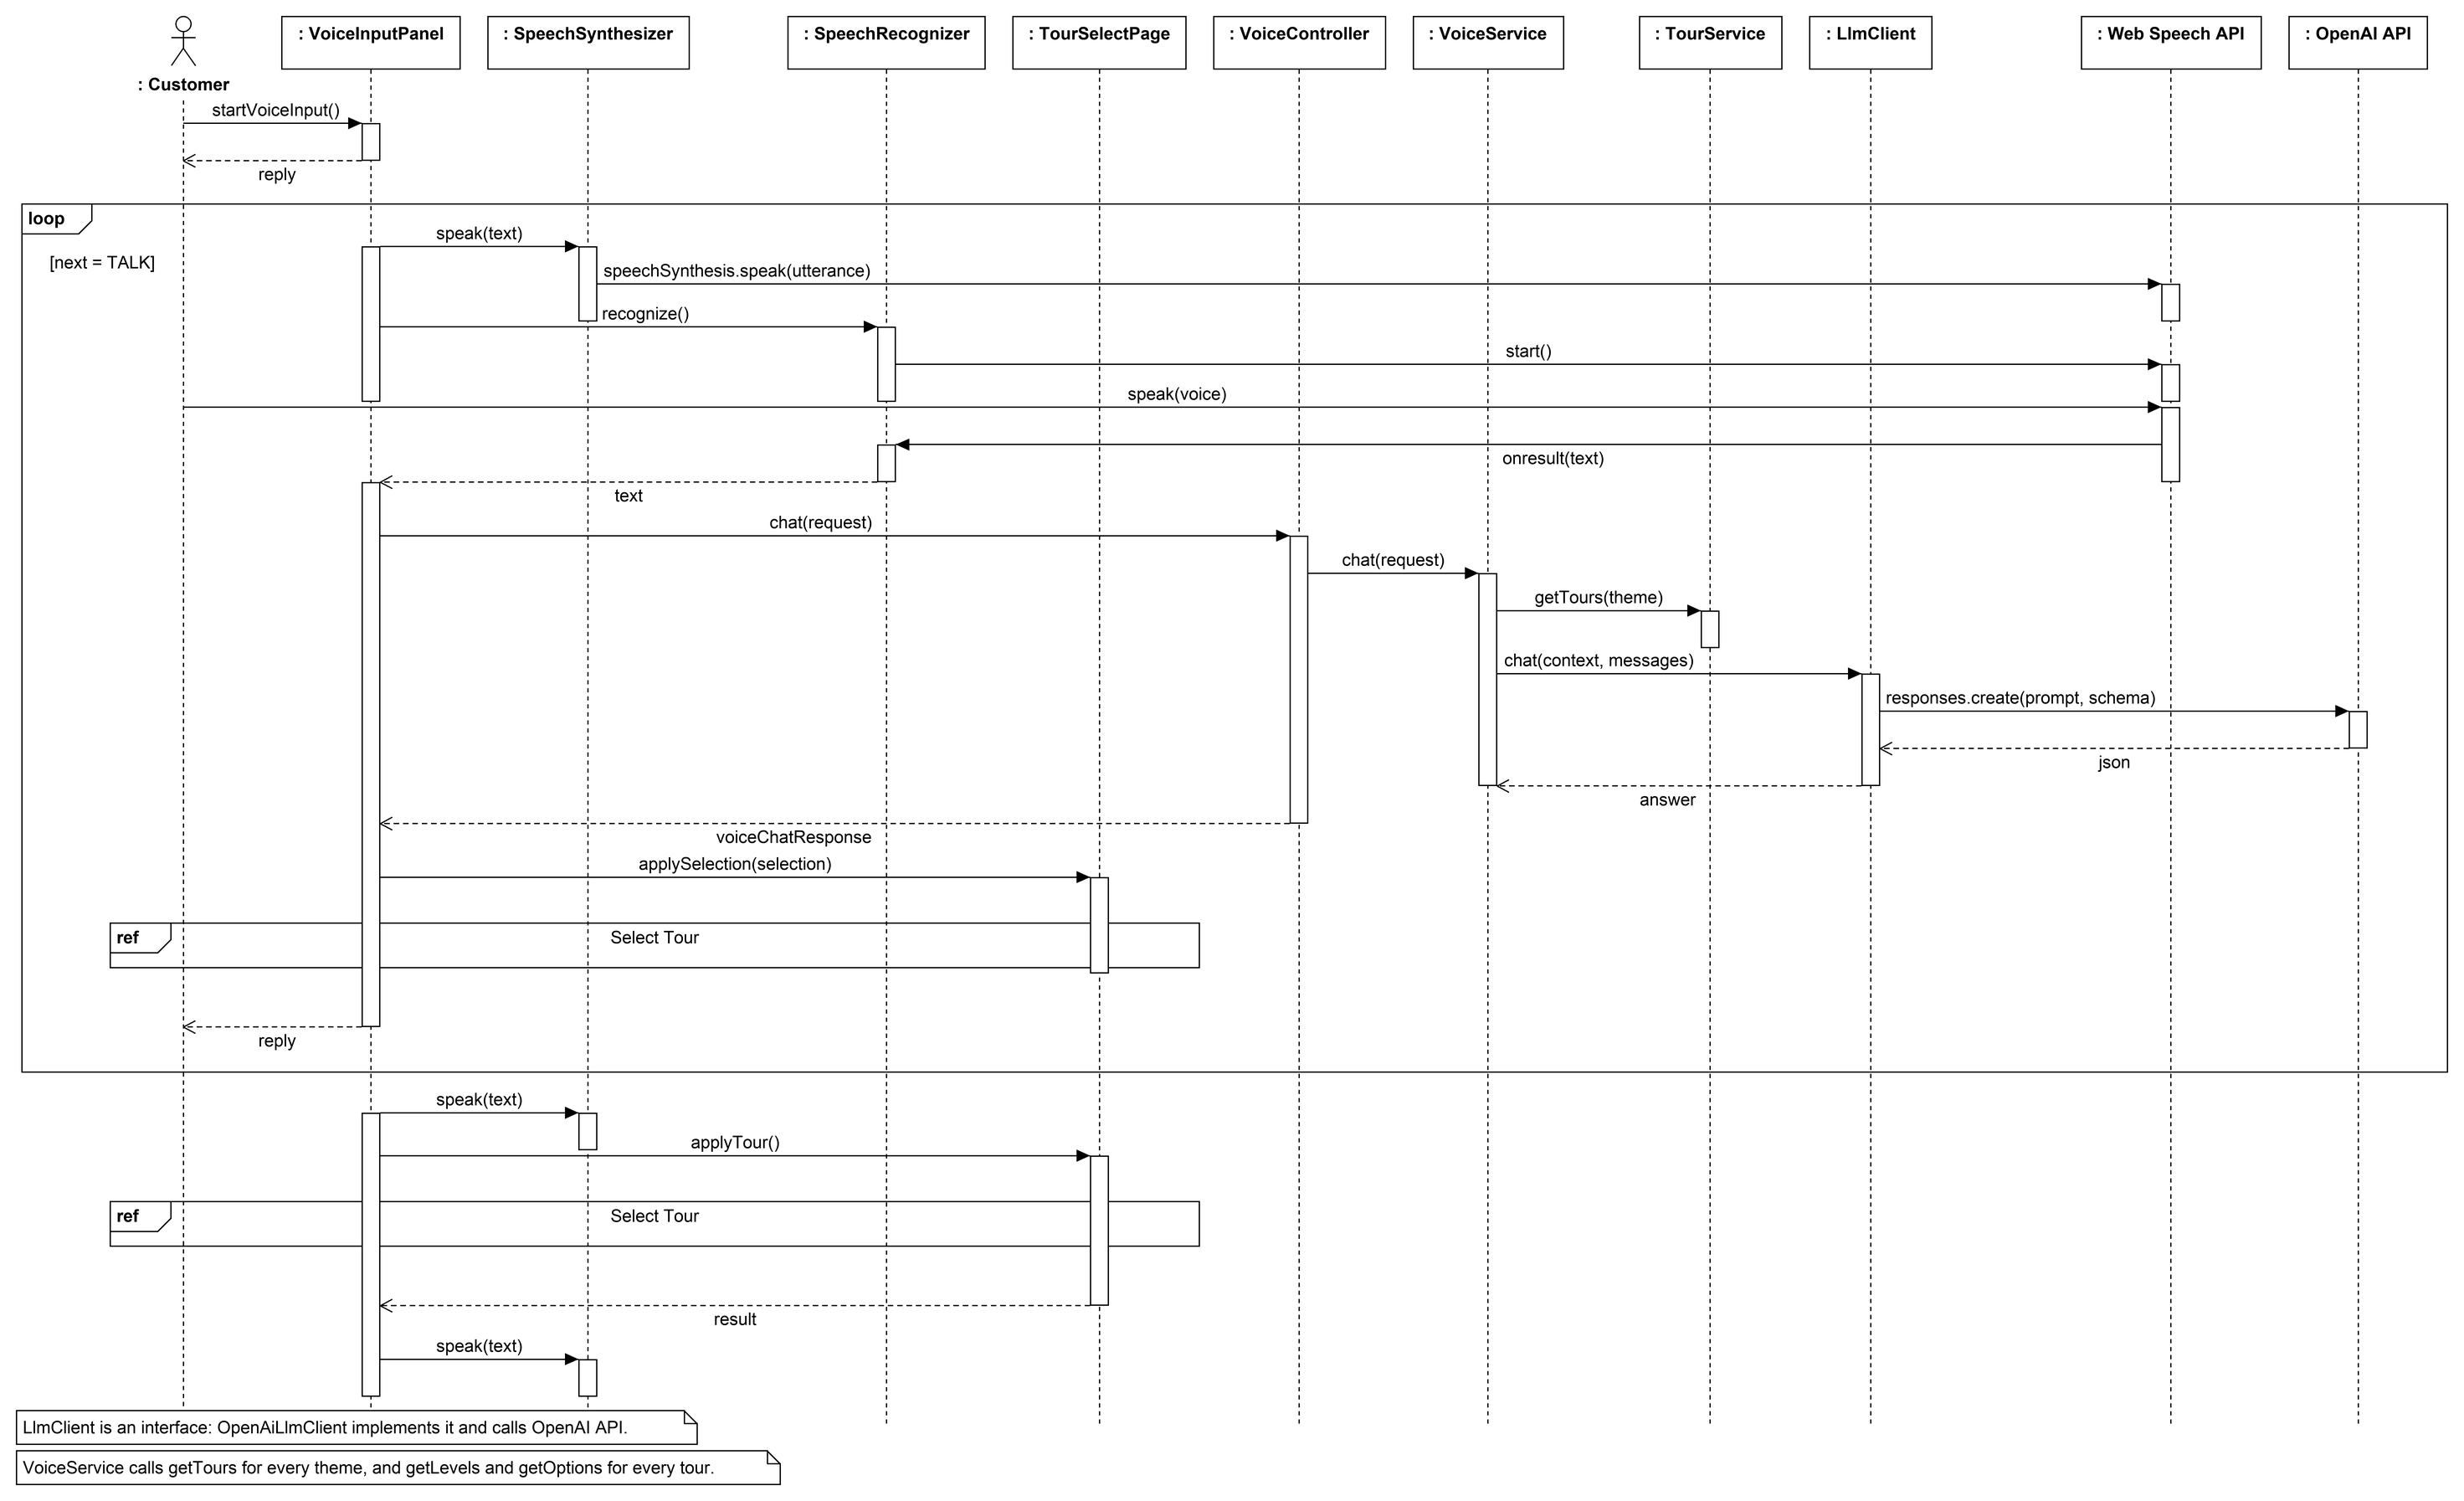 : Customer
: VoiceInputPanel
: SpeechSynthesizer
: SpeechRecognizer
: TourSelectPage
: VoiceController
: VoiceService
: TourService
: LlmClient
: Web Speech API
: OpenAI API
startVoiceInput()
reply
loop
[next = TALK]
speak(text)
speechSynthesis.speak(utterance)
recognize()
start()
speak(voice)
onresult(text)
text
chat(request)
chat(request)
getTours(theme)
chat(context, messages)
responses.create(prompt, schema)
json
answer
voiceChatResponse
applySelection(selection)
ref
Select Tour
reply
speak(text)
applyTour()
ref
Select Tour
result
speak(text)
LlmClient is an interface: OpenAiLlmClient implements it and calls OpenAI API.
VoiceService calls getTours for every theme, and getLevels and getOptions for every tour.